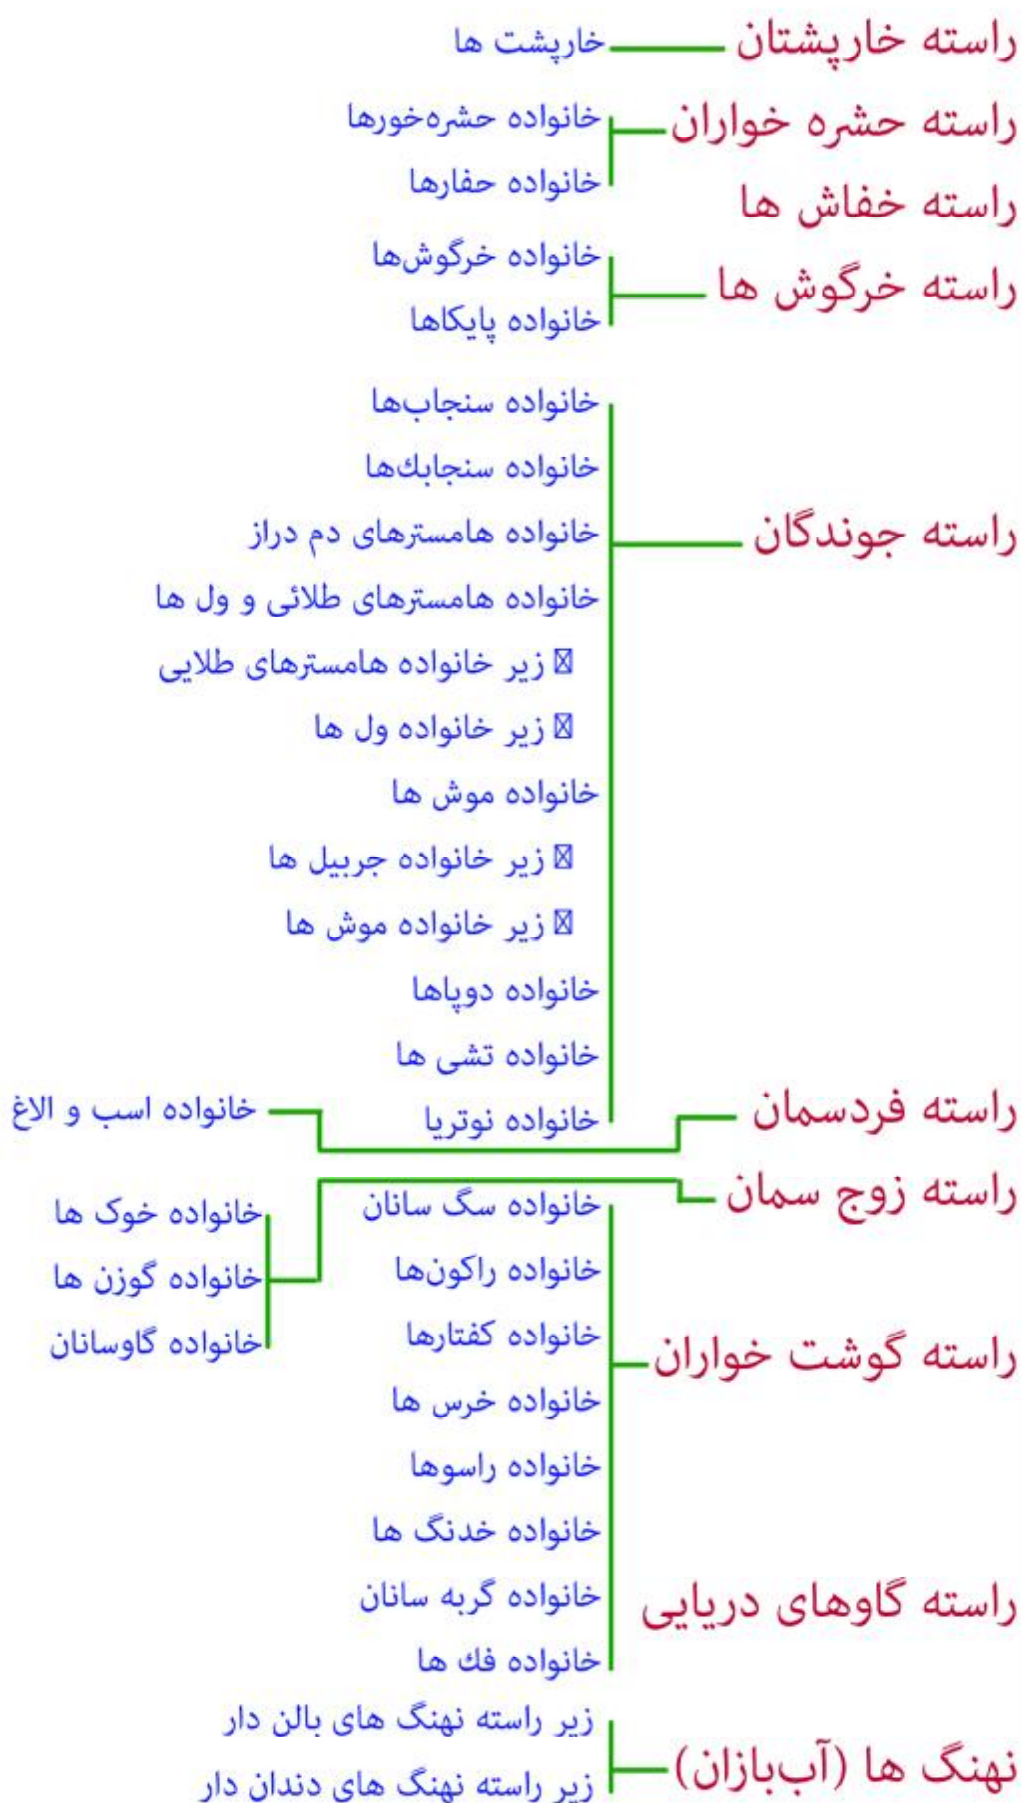 راسته خارپشتان
خارپشت ها
راسته حشره خواران
خانواده حشره‌خورها
خانواده حفارها
راسته خفاش ها
راسته خرگوش ها
خانواده خرگوش‌ها
خانواده پایکاها
راسته جوندگان
خانواده سنجاب‌ها
خانواده سنجابك‌ها
خانواده هامسترهای دم دراز
خانواده هامسترهای طلائی و ول ها
زیر خانواده هامسترهای طلایی
زیر خانواده ول ها
خانواده موش ها
زیر خانواده جربیل ها
زیر خانواده موش ها
خانواده دوپاها
خانواده تشی ها
خانواده نوتریا
راسته فردسمان
خانواده اسب و الاغ
راسته زوج سمان
خانواده خوک ها
خانواده گوزن ها
خانواده گاوسانان
راسته گوشت خواران
خانواده سگ سانان
خانواده راکون‌ها
خانواده کفتارها
خانواده خرس ها
خانواده راسوها
خانواده خدنگ ها
خانواده گربه سانان
خانواده فك ها
راسته گاوهای دریایی
نهنگ ها (آب‌بازان)
زیر راسته نهنگ های بالن دار
زیر راسته نهنگ های دندان دار